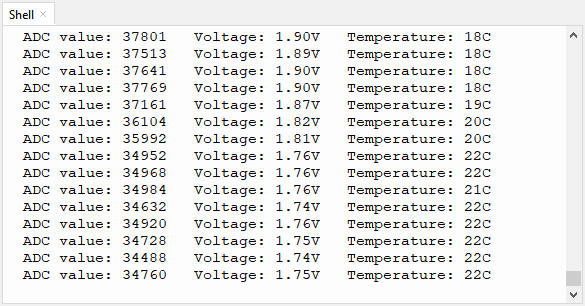 Shell ×
ADC value: 37801   Voltage: 1.90V   Temperature: 18C
ADC value: 37513   Voltage: 1.89V   Temperature: 18C
ADC value: 37641   Voltage: 1.90V   Temperature: 18C
ADC value: 37769   Voltage: 1.90V   Temperature: 18C
ADC value: 37161   Voltage: 1.87V   Temperature: 19C
ADC value: 36104   Voltage: 1.82V   Temperature: 20C
ADC value: 35992   Voltage: 1.81V   Temperature: 20C
ADC value: 34952   Voltage: 1.76V   Temperature: 22C
ADC value: 34968   Voltage: 1.76V   Temperature: 22C
ADC value: 34984   Voltage: 1.76V   Temperature: 21C
ADC value: 34632   Voltage: 1.74V   Temperature: 22C
ADC value: 34920   Voltage: 1.76V   Temperature: 22C
ADC value: 34728   Voltage: 1.75V   Temperature: 22C
ADC value: 34488   Voltage: 1.74V   Temperature: 22C
ADC value: 34760   Voltage: 1.75V   Temperature: 22C